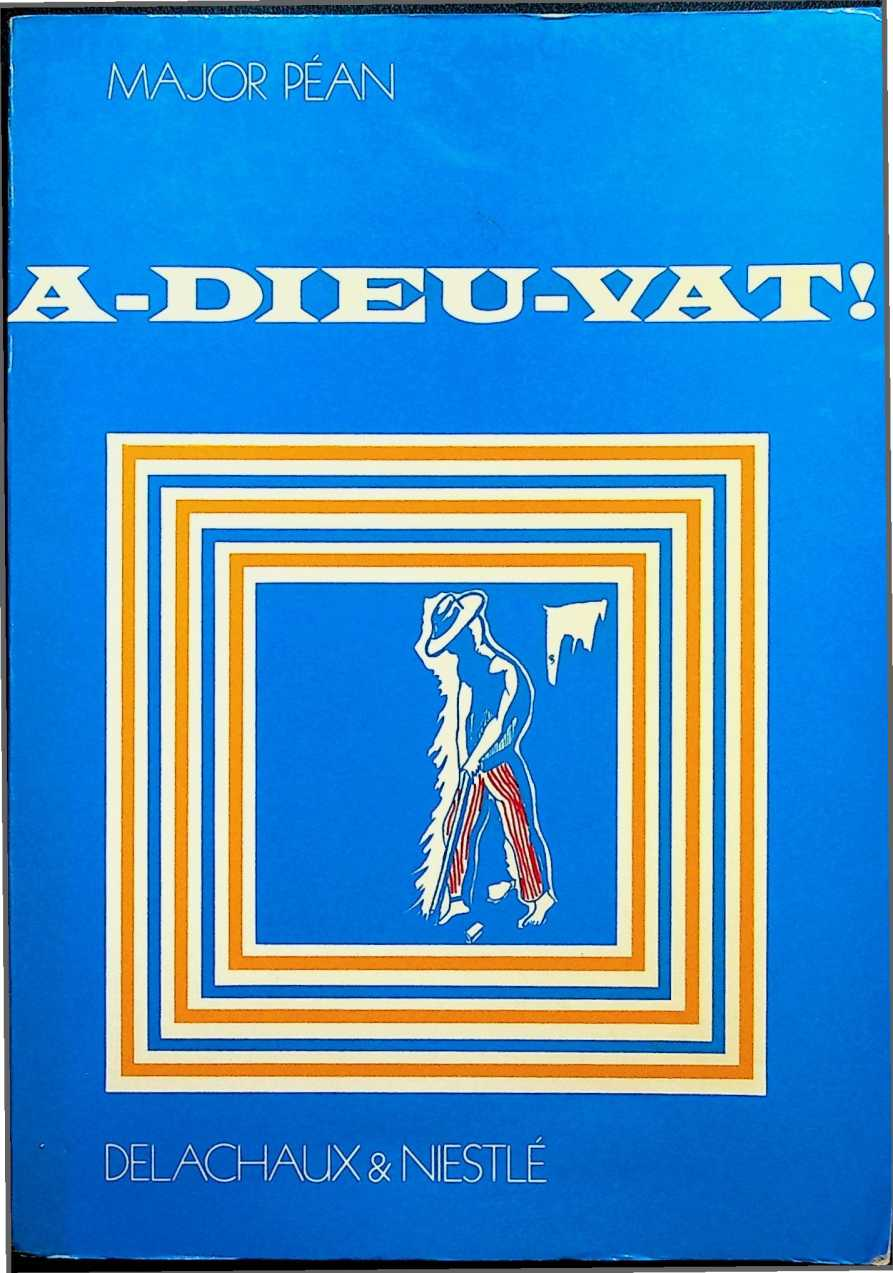 MAJOR PÉAN
A-DIEU-VAT!
DELACHAUX & NIESTLÉ